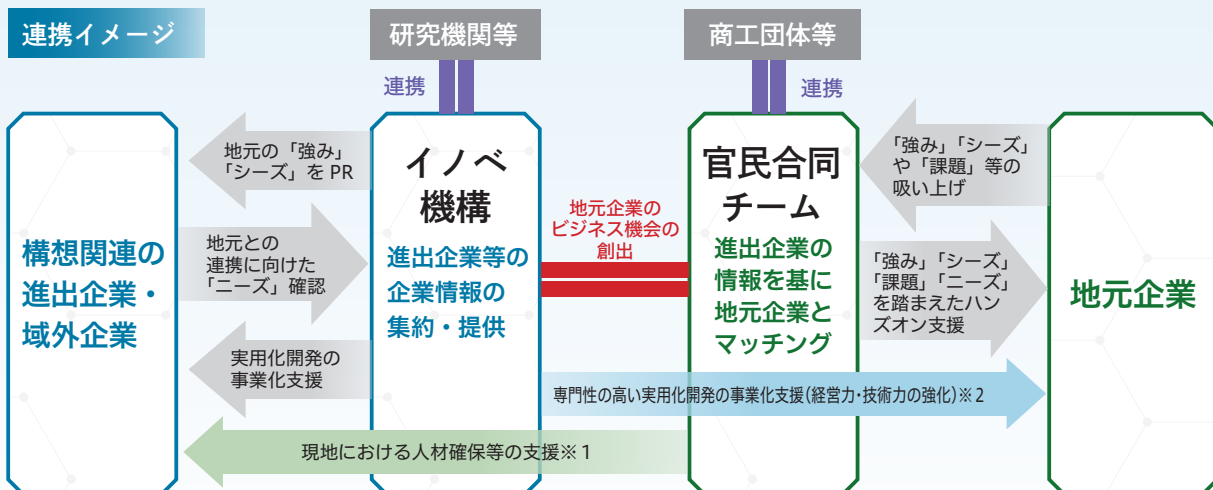 連携イメージ
研究機関等
商工団体等
連携
連携
構想関連の
進出企業・
域外企業
地元の「強み」
「シーズ」をPR
地元との
連携に向けた
「ニーズ」確認
実用化開発の
事業化支援
イノベ
機構
進出企業等の
企業情報の
集約・提供
地元企業の
ビジネス機会の
創出
官民合同
チーム
進出企業の
情報を基に
地元企業と
マッチング
「強み」「シーズ」
や「課題」等の
吸い上げ
「強み」「シーズ」
「課題」「ニーズ」
を踏まえたハン
ズオン支援
地元企業
専門性の高い実用化開発の事業化支援(経営力・技術力の強化)※2
現地における人材確保等の支援※1